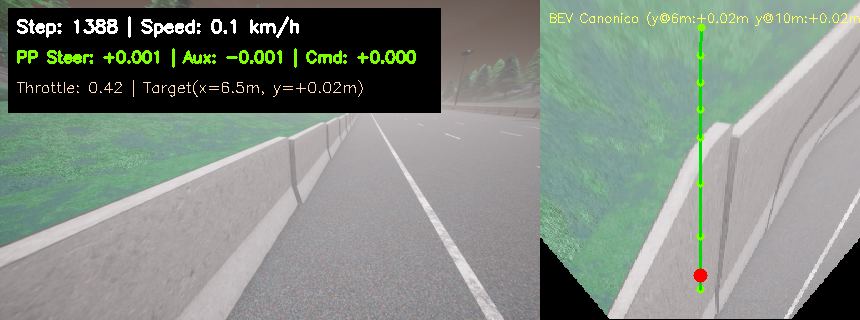 Step: 1388 | Speed: 0.1 km/h
PP Steer: +0.001 | Aux: -0.001 | Cmd: +0.000
Throttle: 0.42 | Target(x=6.5m, y=+0.02m)
BEV Canonico (y@6m:+0.02m y@10m:+0.02m